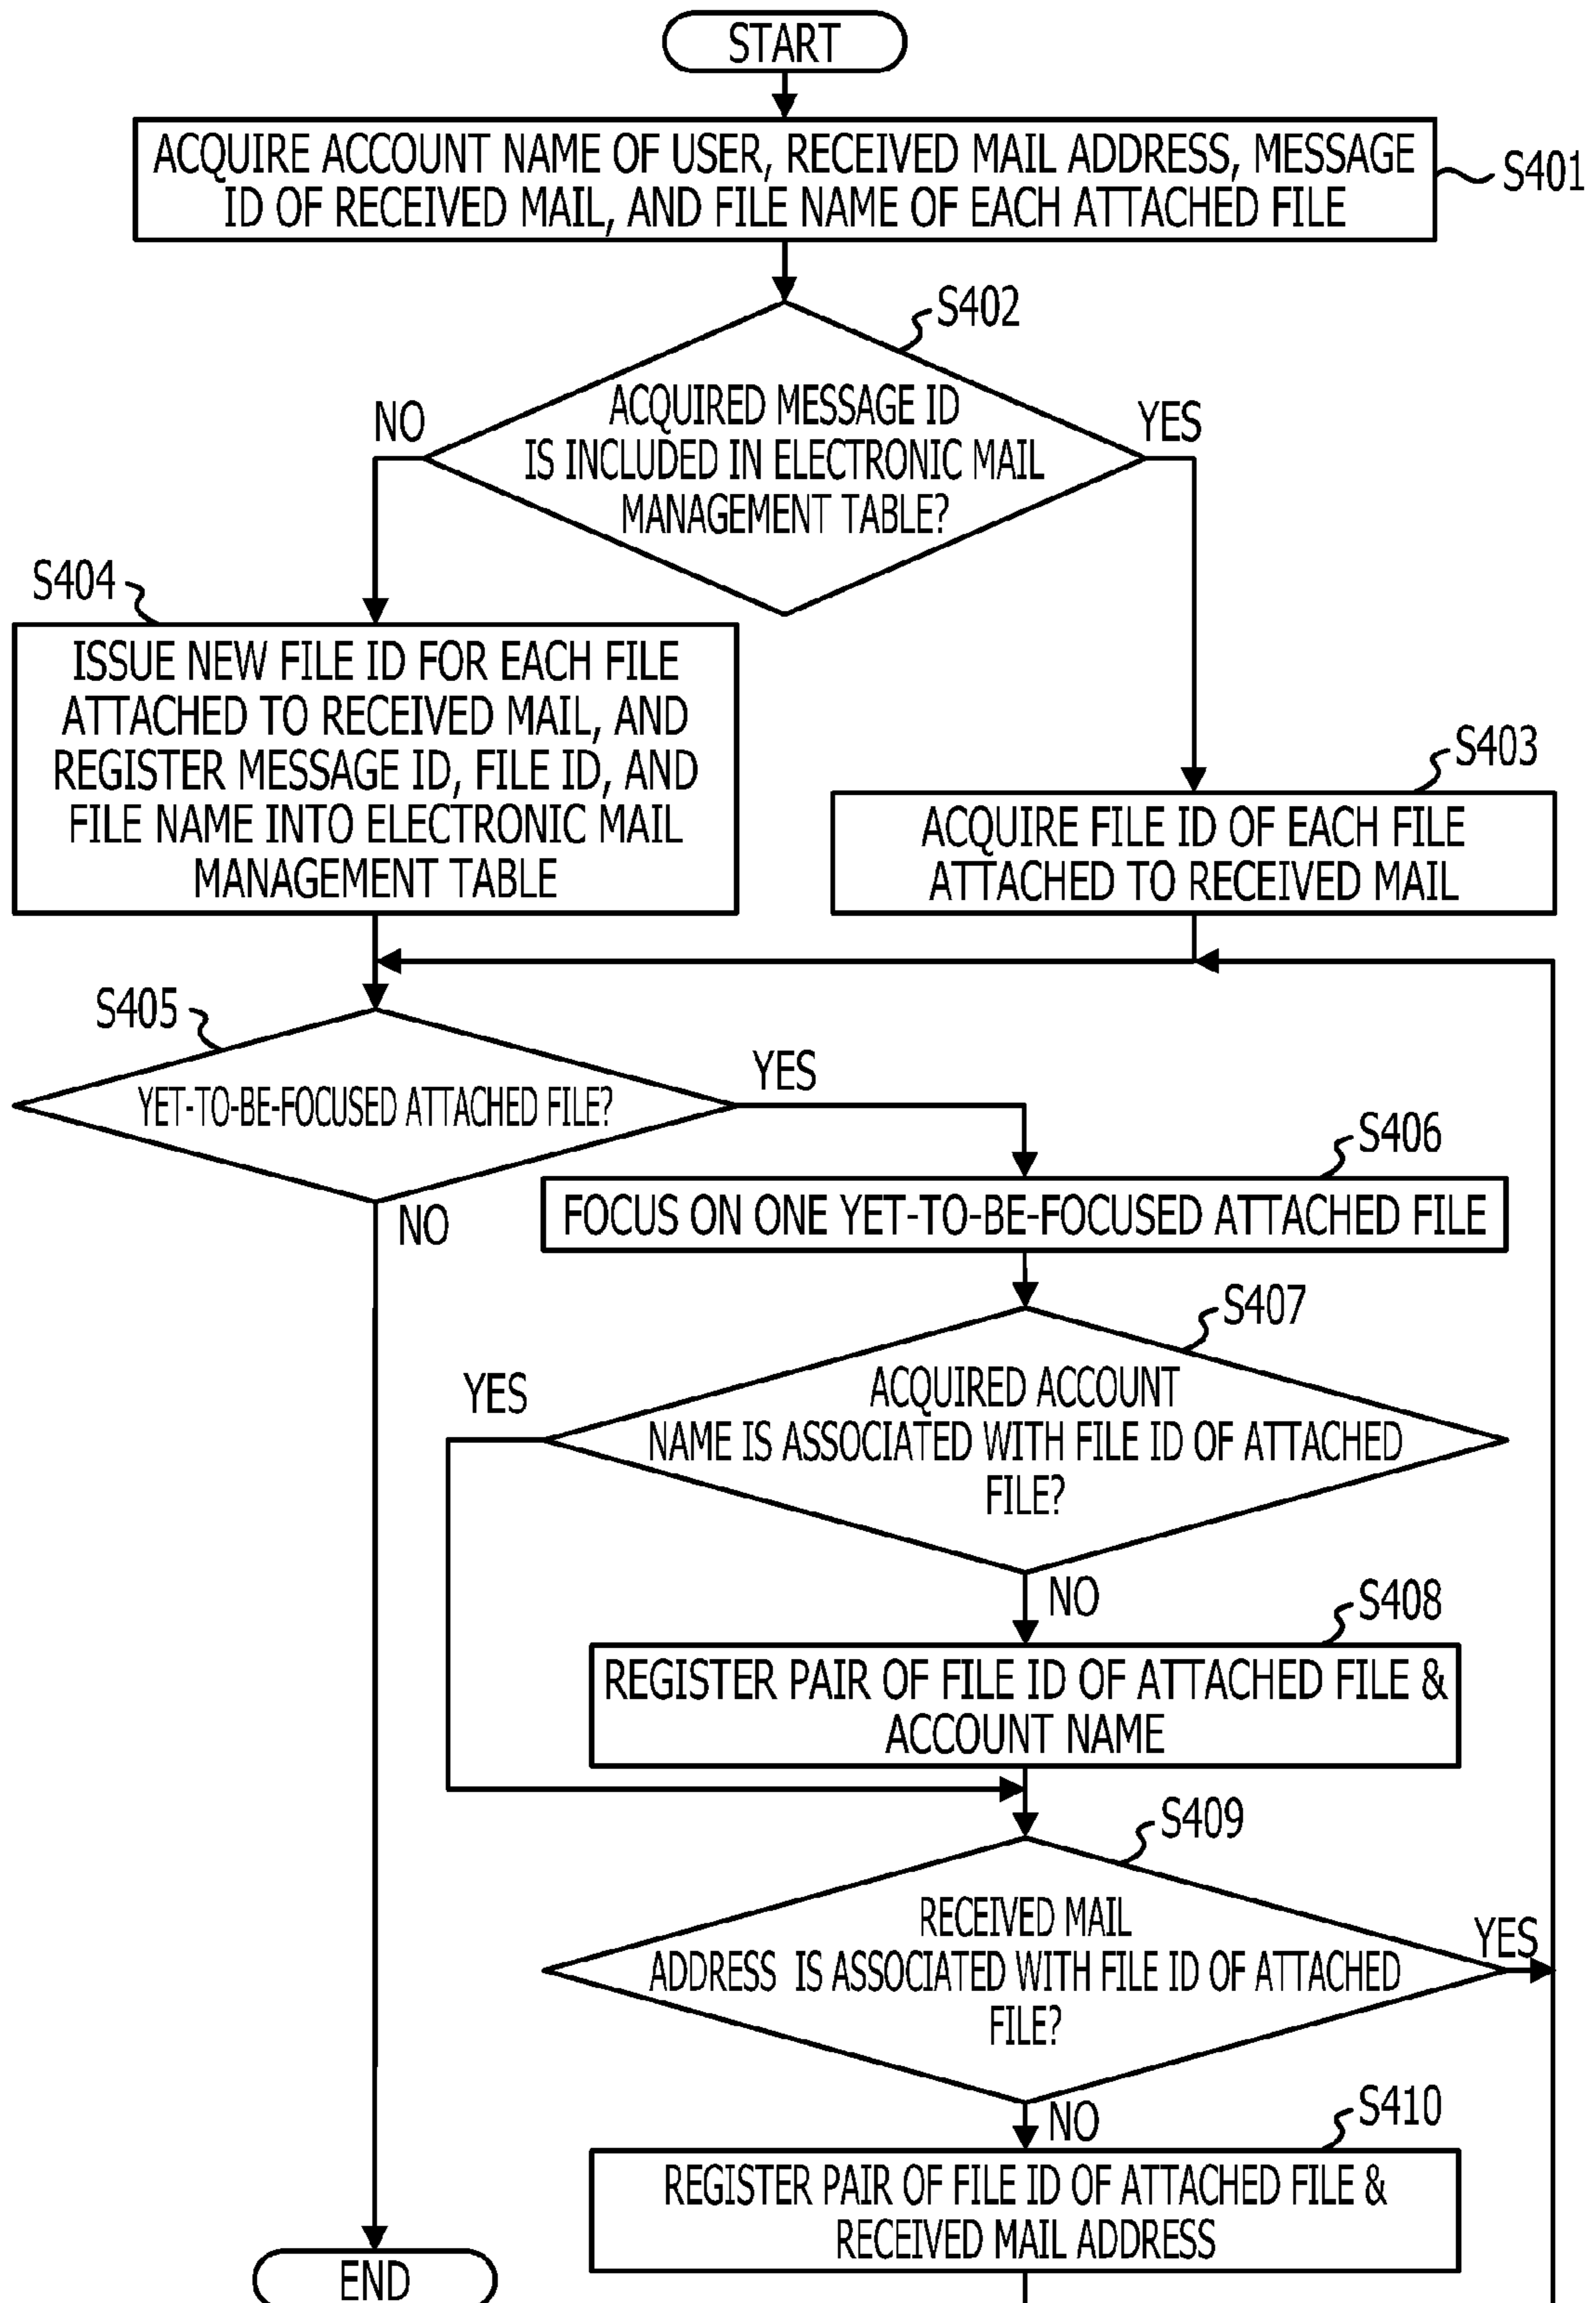 START
ACQUIRE ACCOUNT NAME OF USER, RECEIVED MAIL ADDRESS, MESSAGE
ID OF RECEIVED MAIL, AND FILE NAME OF EACH ATTACHED FILE
S401
S402
ACQUIRED MESSAGE ID
IS INCLUDED IN ELECTRONIC MAIL
MANAGEMENT TABLE?
NO
YES
S404
ISSUE NEW FILE ID FOR EACH FILE
ATTACHED TO RECEIVED MAIL, AND
REGISTER MESSAGE ID, FILE ID, AND
FILE NAME INTO ELECTRONIC MAIL
MANAGEMENT TABLE
S403
ACQUIRE FILE ID OF EACH FILE
ATTACHED TO RECEIVED MAIL
S405
YET-TO-BE-FOCUSED ATTACHED FILE?
YES
NO
S406
FOCUS ON ONE YET-TO-BE-FOCUSED ATTACHED FILE
S407
ACQUIRED ACCOUNT
NAME IS ASSOCIATED WITH FILE ID OF ATTACHED
FILE?
YES
NO
S408
REGISTER PAIR OF FILE ID OF ATTACHED FILE &
ACCOUNT NAME
S409
RECEIVED MAIL
ADDRESS IS ASSOCIATED WITH FILE ID OF ATTACHED
FILE?
YES
NO
S410
REGISTER PAIR OF FILE ID OF ATTACHED FILE &
RECEIVED MAIL ADDRESS
END